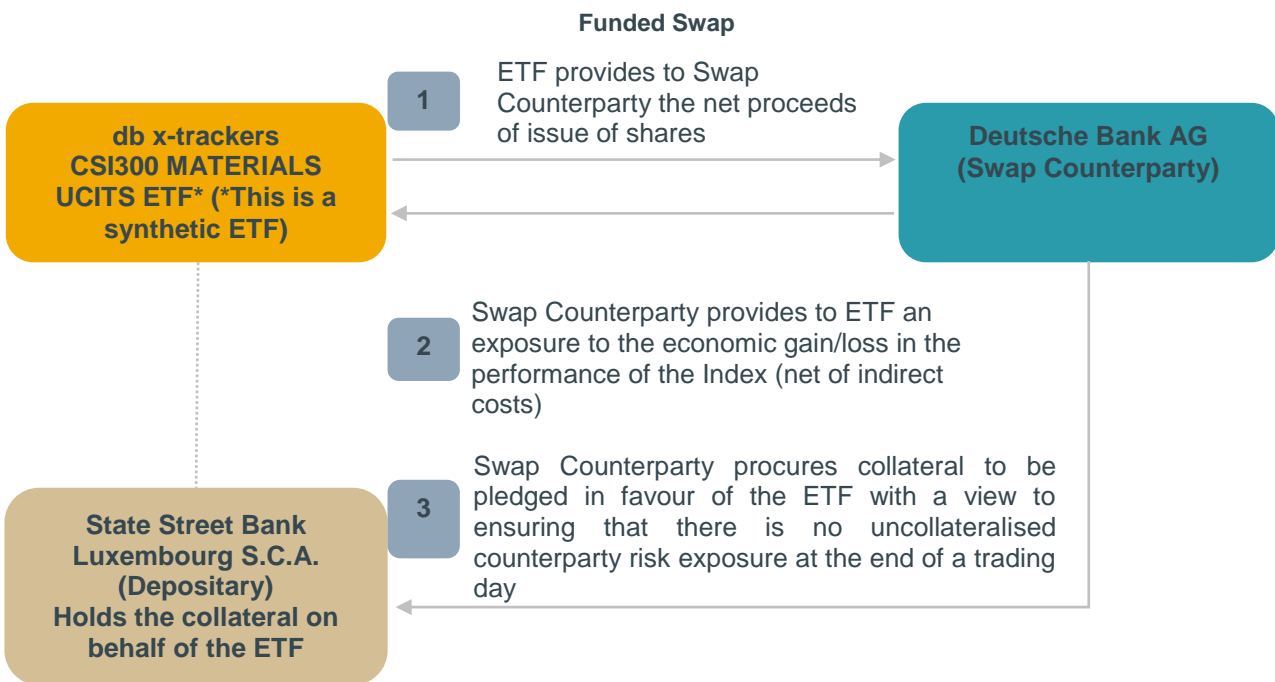 Funded Swap
1
ETF provides to Swap
Counterparty the net proceeds
of issue of shares
db x-trackers
CSI300 MATERIALS
UCITS ETF* (*This is a
synthetic ETF)
Deutsche Bank AG
(Swap Counterparty)
2
Swap Counterparty provides to ETF an
exposure to the economic gain/loss in the
performance of the Index (net of indirect
costs)
3
Swap Counterparty procures collateral to be
pledged in favour of the ETF with a view to
ensuring that there is no uncollateralised
counterparty risk exposure at the end of a trading
day
State Street Bank
Luxembourg S.C.A.
(Depositary)
Holds the collateral on
behalf of the ETF